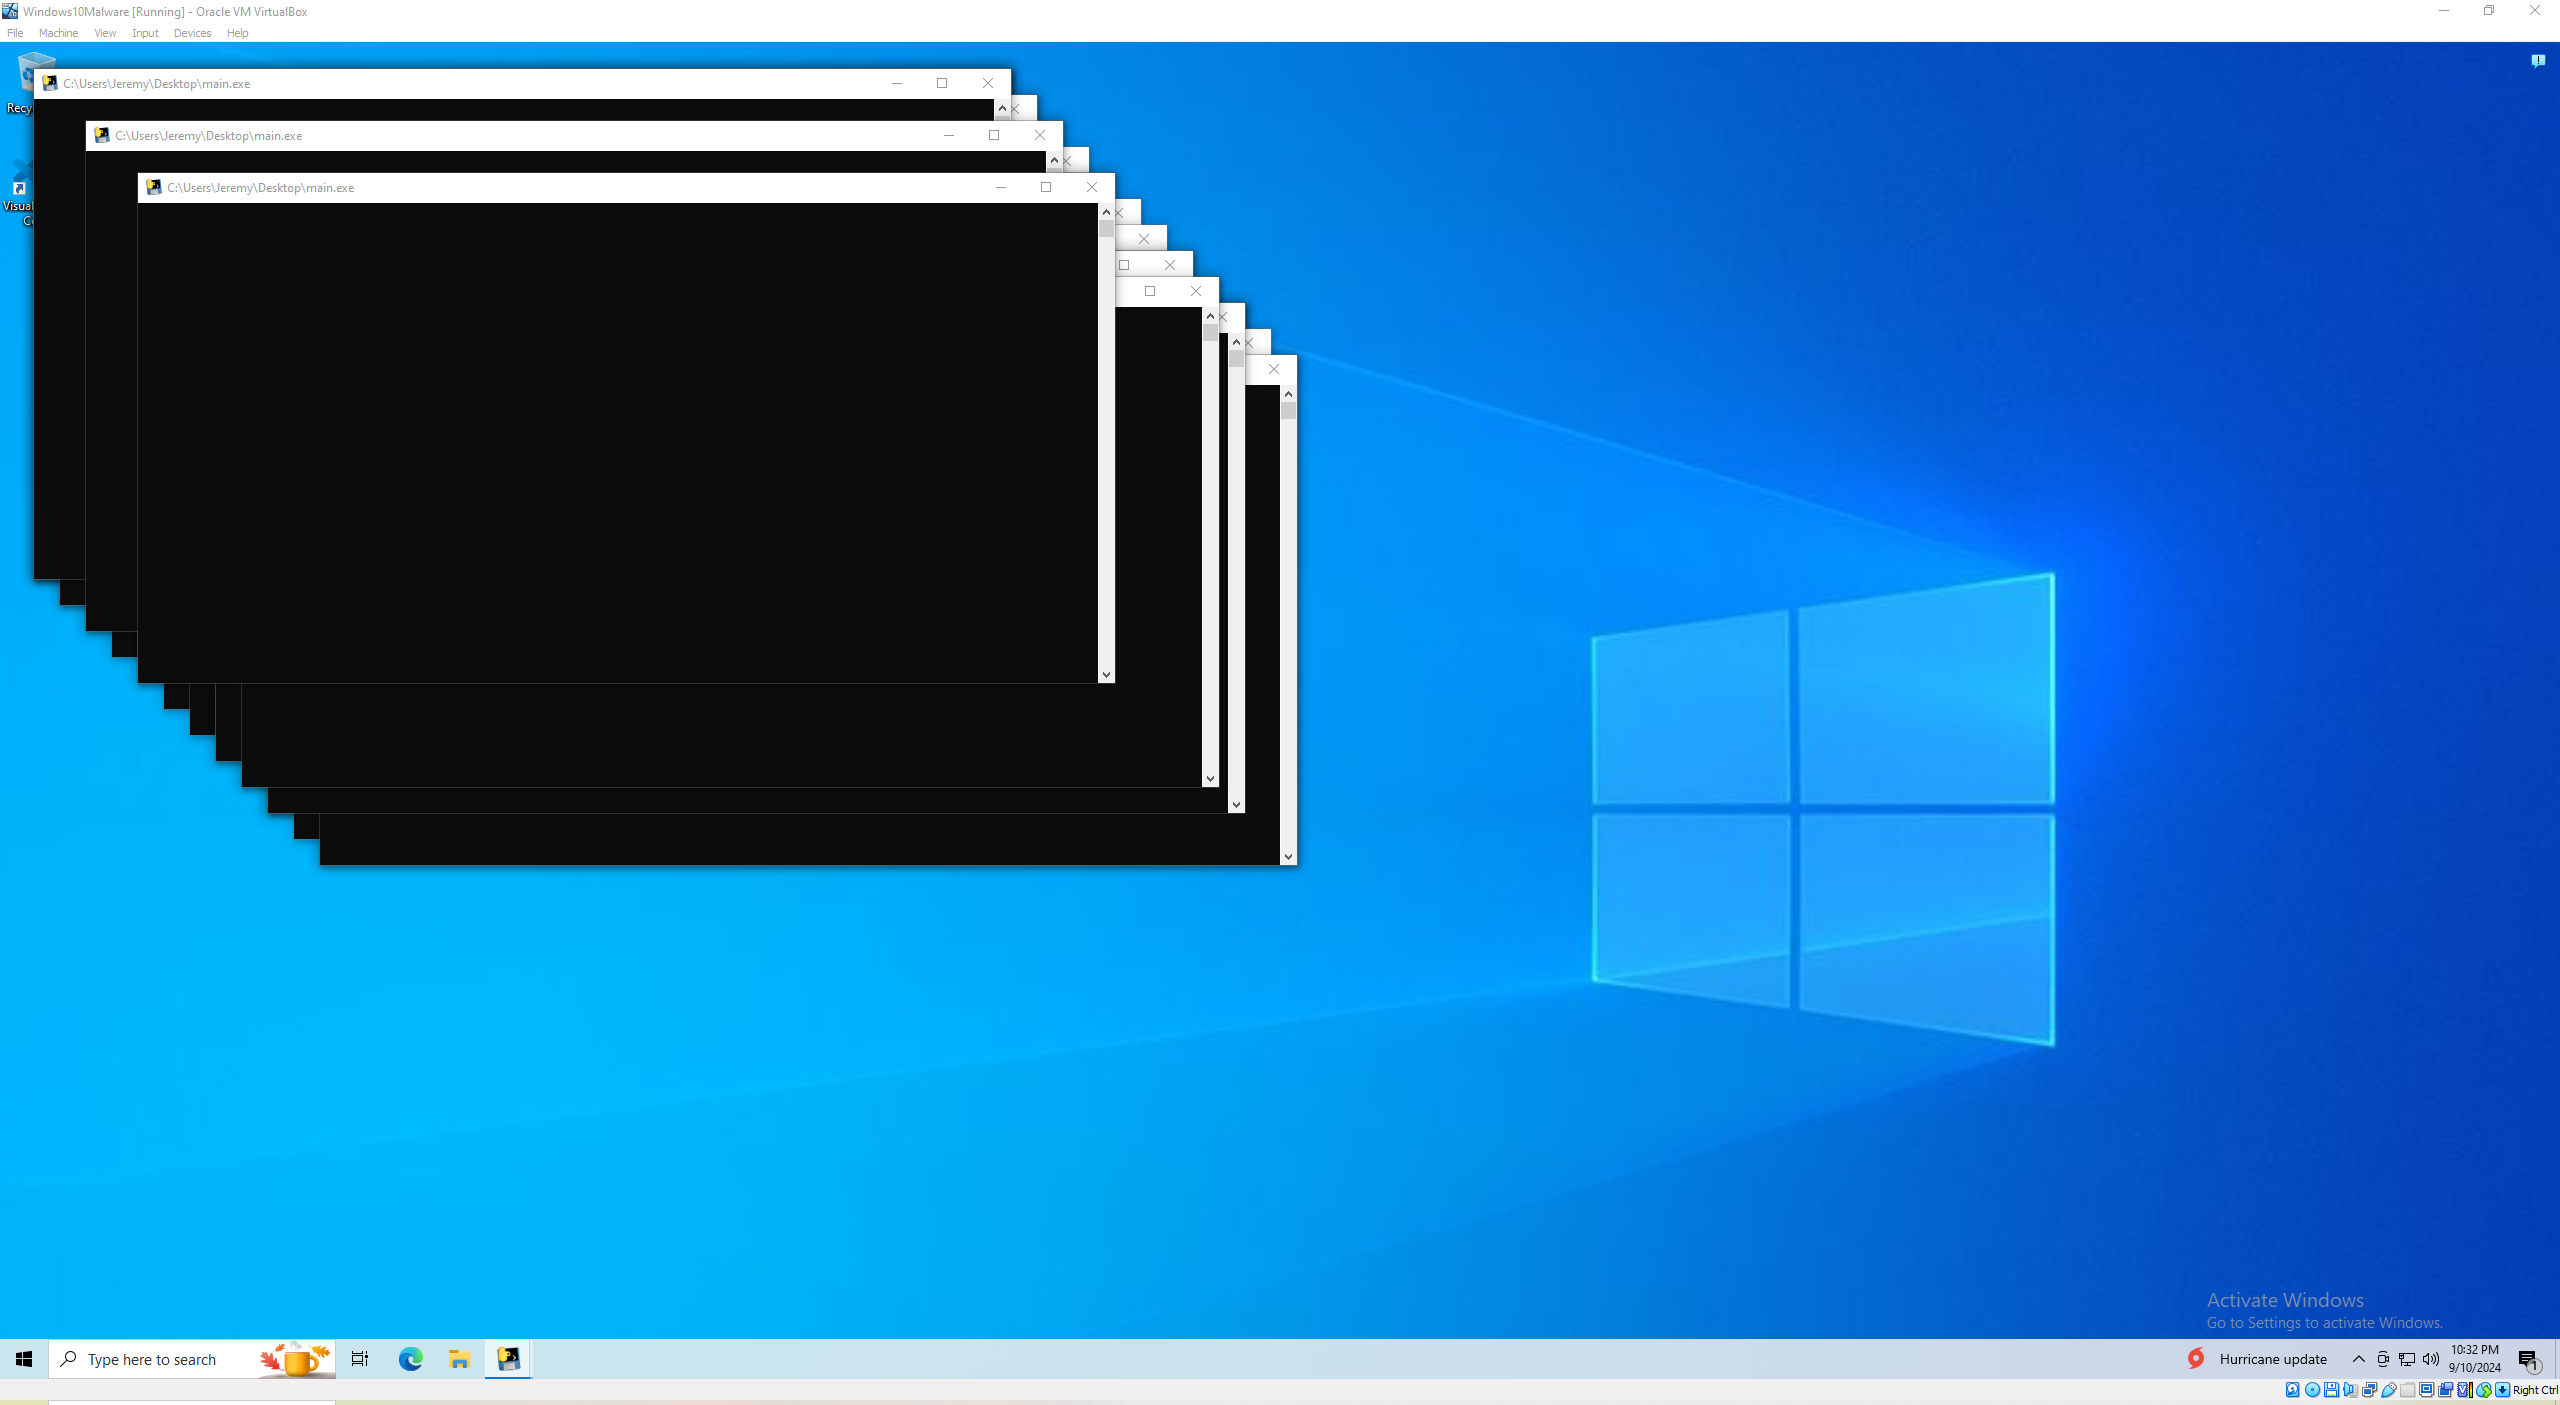 Windows10Malware [Running] - Oracle VM VirtualBox
File Machine View Input Devices Help
C:\Users\Jeremy\Desktop\main.exe
C:\Users\Jeremy\Desktop\main.exe
C:\Users\Jeremy\Desktop\main.exe
Activate Windows
Go to Settings to activate Windows.
Type here to search
Hurricane update
10:32 PM
9/10/2024
1
Right Ctrl